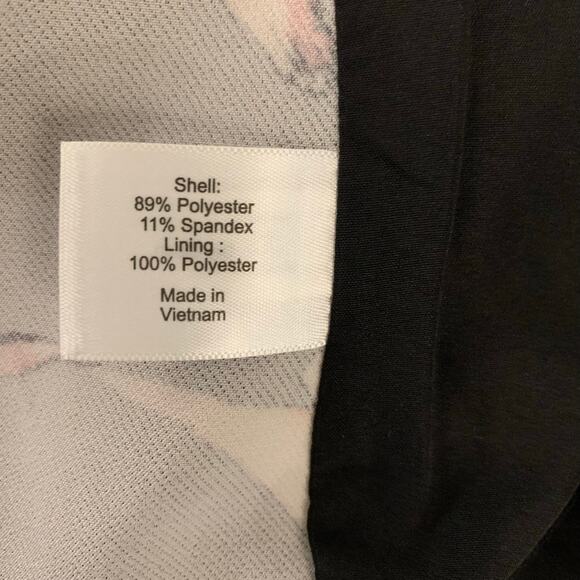 Shell:
89% Polyester
11% Spandex
Lining :
100% Polyester
Made in
Vietnam